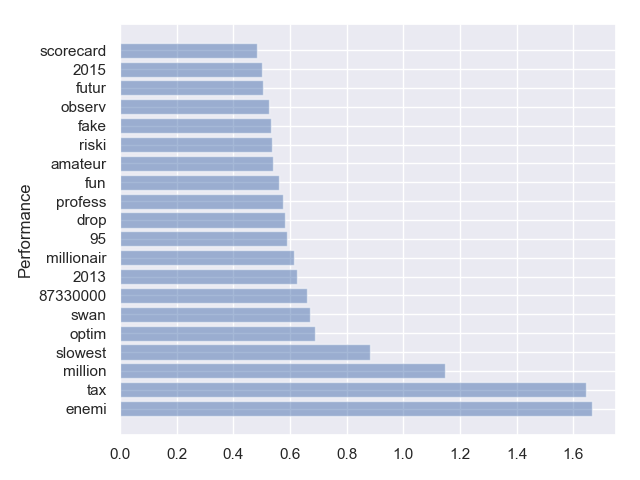 scorecard
2015
futur
observ
fake
riski
amateur
fun
profess
drop
95
millionair
2013
87330000
swan
optim
slowest
million
tax
enemi
Performance
0.0 0.2 0.4 0.6 0.8 1.0 1.2 1.4 1.6